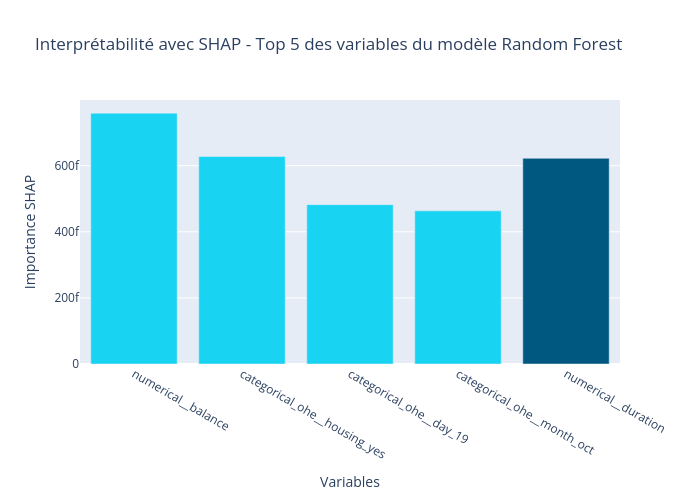 Interprétabilité avec SHAP - Top 5 des variables du modèle Random Forest
Importance SHAP
600f
400f
200f
0
numerical__balance
categorical_ohe__housing_yes
categorical_ohe__day_19
categorical_ohe__month_oct
numerical__duration
Variables